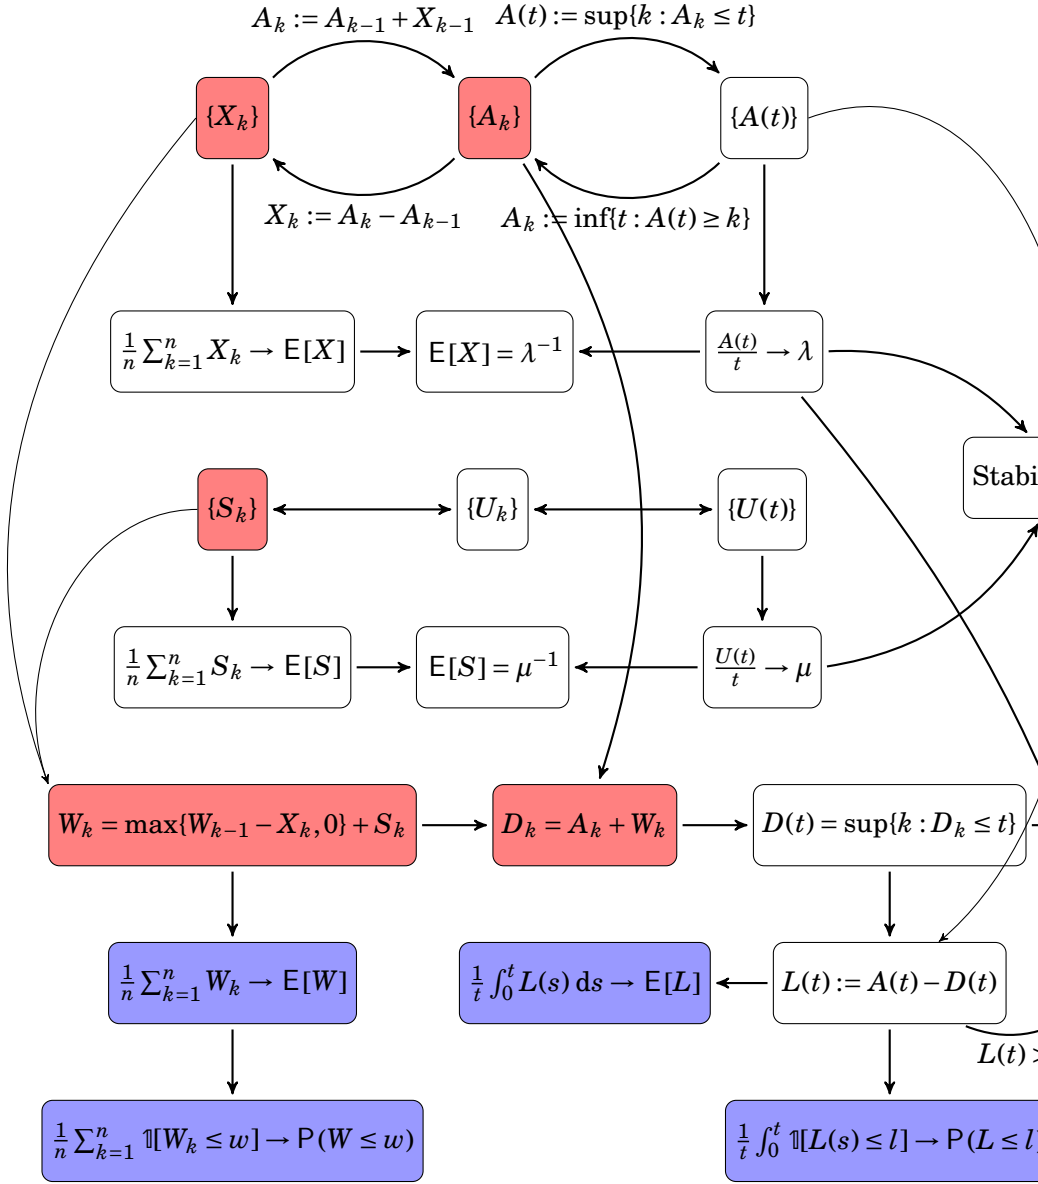 A_k := A_{k−1} + X_{k−1}
A(t) := sup{k : A_k ≤ t}
{X_k}
{A_k}
{A(t)}
X_k := A_k − A_{k−1}
A_k := inf{t : A(t) ≥ k}
1/n ∑_{k=1}^n X_k → E[X]
E[X] = λ^{−1}
A(t)/t → λ
Stabi
{S_k}
{U_k}
{U(t)}
1/n ∑_{k=1}^n S_k → E[S]
E[S] = μ^{−1}
U(t)/t → μ
W_k = max{W_{k−1} − X_k, 0} + S_k
D_k = A_k + W_k
D(t) = sup{k : D_k ≤ t}
1/n ∑_{k=1}^n W_k → E[W]
1/t ∫_0^t L(s) ds → E[L]
L(t) := A(t) − D(t)
L(t) >
1/n ∑_{k=1}^n 𝟙[W_k ≤ w] → P(W ≤ w)
1/t ∫_0^t 𝟙[L(s) ≤ l] → P(L ≤ l)